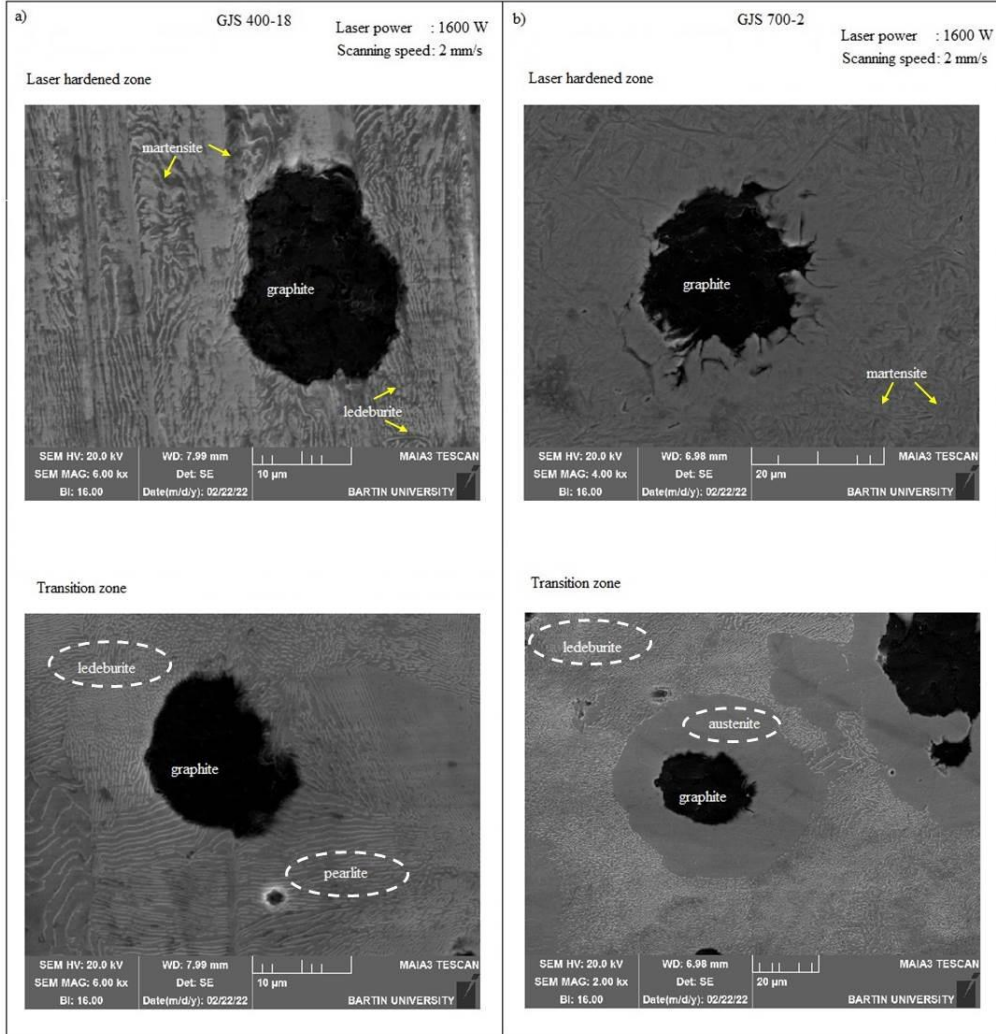 a)
GJS 400-18
Laser power : 1600 W
Scanning speed: 2 mm/s
Laser hardened zone
martensite
graphite
ledeburite
SEM HV: 20.0 kV WD: 7.99 mm MAIA3 TESCAN
SEM MAG: 6.00 kx Det: SE 10 µm
BI: 16.00 Date(m/d/y): 02/22/22 BARTIN UNIVERSITY
Transition zone
ledeburite
graphite
pearlite
SEM HV: 20.0 kV WD: 7.99 mm MAIA3 TESCAN
SEM MAG: 6.00 kx Det: SE 10 µm
BI: 16.00 Date(m/d/y): 02/22/22 BARTIN UNIVERSITY
b)
GJS 700-2
Laser power : 1600 W
Scanning speed: 2 mm/s
Laser hardened zone
graphite
martensite
SEM HV: 20.0 kV WD: 6.98 mm MAIA3 TESCAN
SEM MAG: 4.00 kx Det: SE 20 µm
BI: 16.00 Date(m/d/y): 02/22/22 BARTIN UNIVERSITY
Transition zone
ledeburite
austenite
graphite
SEM HV: 20.0 kV WD: 6.98 mm MAIA3 TESCAN
SEM MAG: 2.00 kx Det: SE 20 µm
BI: 16.00 Date(m/d/y): 02/22/22 BARTIN UNIVERSITY